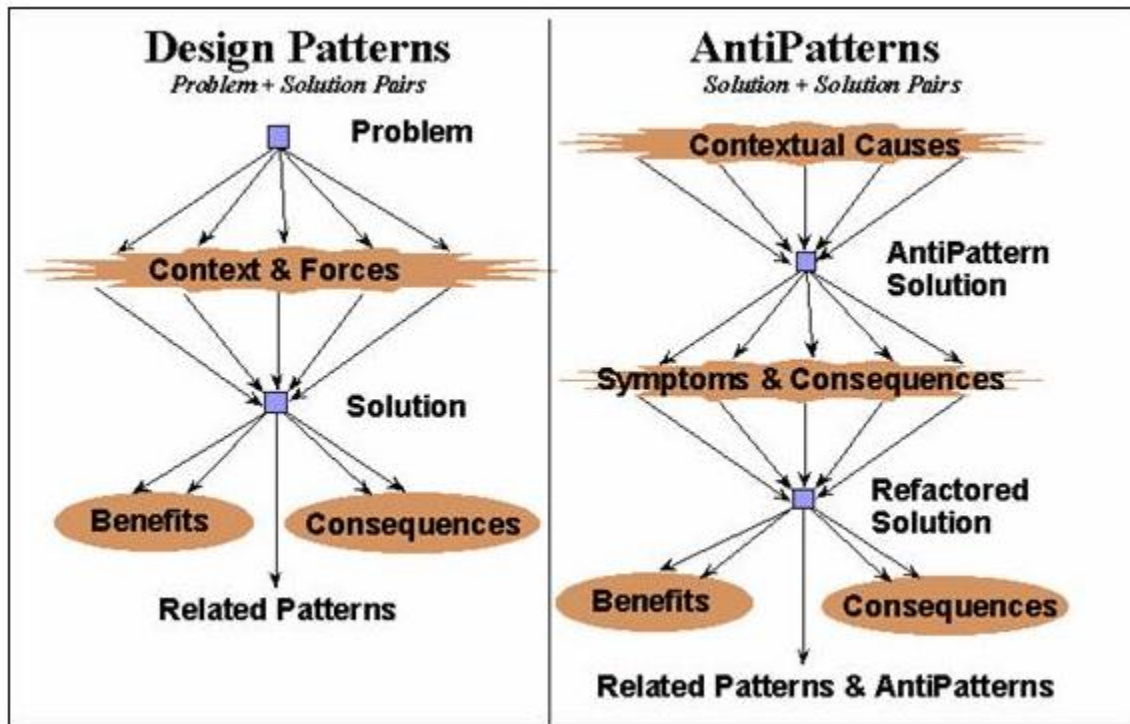 Design Patterns
Problem + Solution Pairs
Problem
Context & Forces
Solution
Benefits
Consequences
Related Patterns
AntiPatterns
Solution + Solution Pairs
Contextual Causes
AntiPattern
Solution
Symptoms & Consequences
Refactored
Solution
Benefits
Consequences
Related Patterns & AntiPatterns